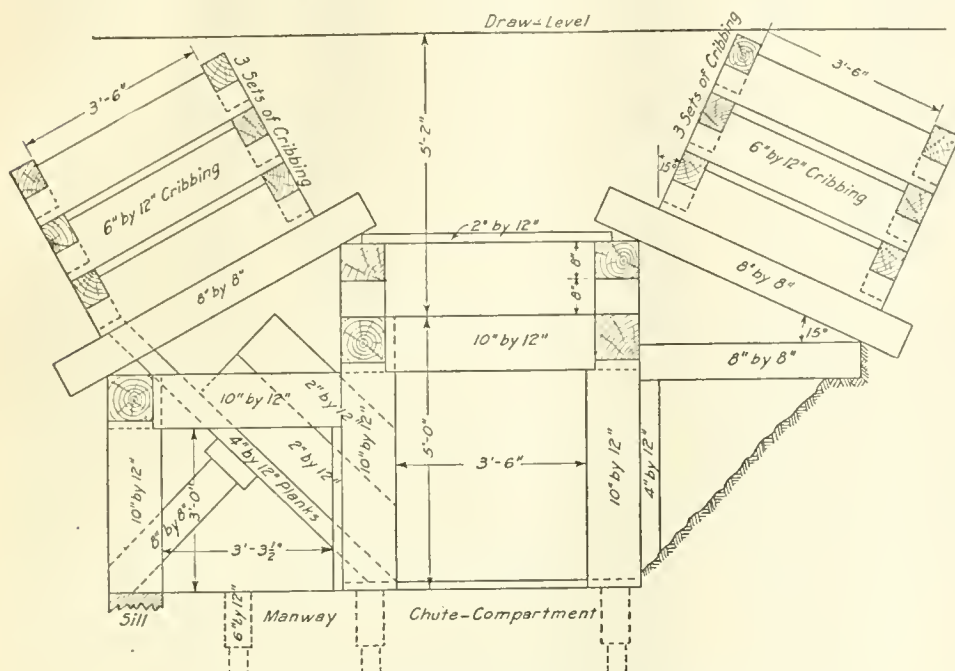 Draw-Level
3'-6"
3 Sets of Cribbing
6" by 12" Cribbing
8" by 8"
5'-2"
2" by 12"
8"
8"
3 Sets of Cribbing
3'-6"
6" by 12" Cribbing
15°
8" by 8"
15°
8" by 8"
10" by 12"
10" by 12"
2" by 12"
2" by 12"
4" by 12" Planks
8" by 8"
10" by 12"
3'-0"
3'-3½"
10" by 12"
5'-0"
3'-6"
10" by 12"
4" by 12"
Sill
6" by 12"
Manway
Chute-Compartment